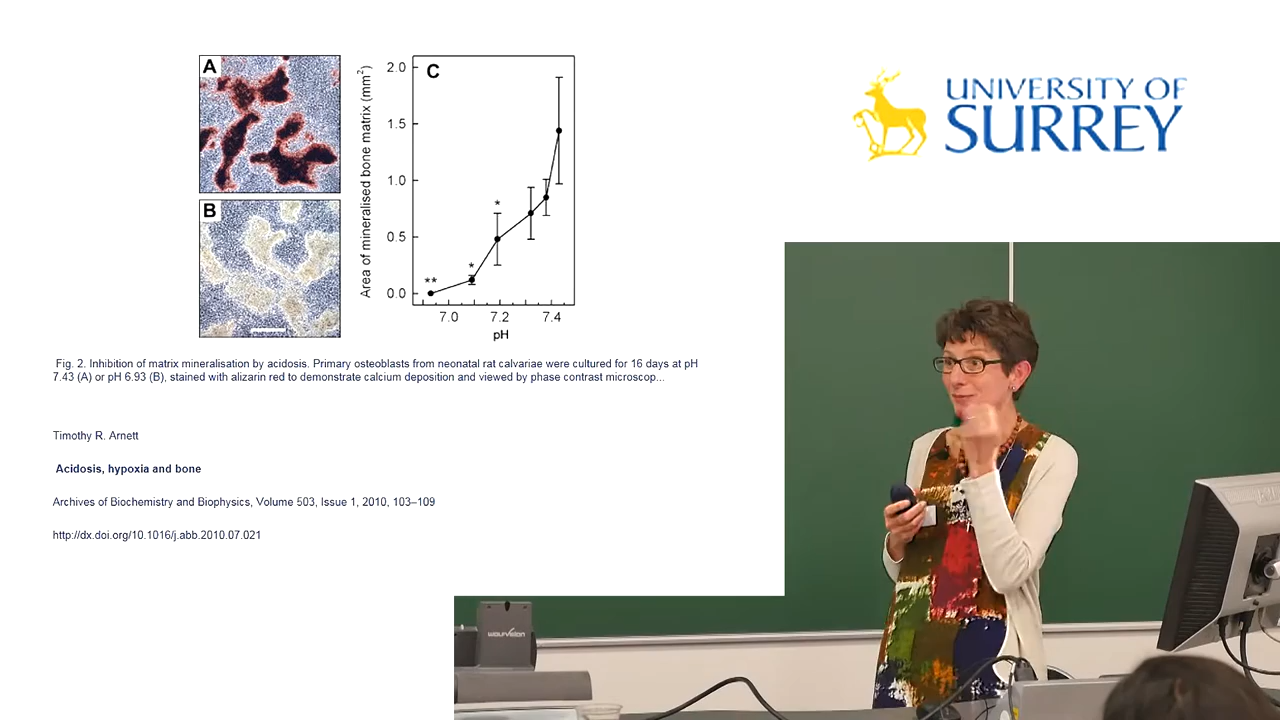 A
B
C
Area of mineralised bone matrix (mm²)
2.0
1.5
1.0
0.5
0.0
**
*
*
7.0
7.2
7.4
pH
Fig. 2. Inhibition of matrix mineralisation by acidosis. Primary osteoblasts from neonatal rat calvariae were cultured for 16 days at pH
7.43 (A) or pH 6.93 (B), stained with alizarin red to demonstrate calcium deposition and viewed by phase contrast microscop...
Timothy R. Arnett
Acidosis, hypoxia and bone
Archives of Biochemistry and Biophysics, Volume 503, Issue 1, 2010, 103–109
http://dx.doi.org/10.1016/j.abb.2010.07.021
UNIVERSITY OF
SURREY
wolfvision